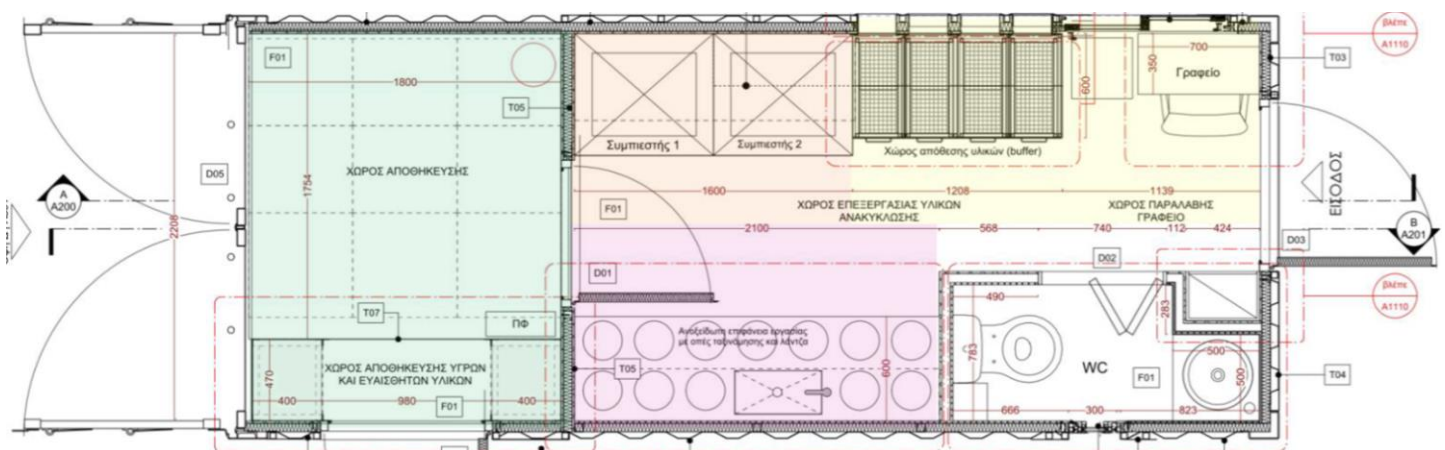 F01
1800
T05
ΧΩΡΟΣ ΑΠΟΘΗΚΕΥΣΗΣ
1754
D05
A
A200
2208
T07
ΠΦ
ΧΩΡΟΣ ΑΠΟΘΗΚΕΥΣΗΣ ΥΓΡΩΝ
ΚΑΙ ΕΥΑΙΣΘΗΤΩΝ ΥΛΙΚΩΝ
470
400
980
F01
400
Συμπιεστής 1
Συμπιεστής 2
Χώρος απόθεσης υλικών (buffer)
600
700
350
Γραφείο
T03
βλέπε
A1110
1600
1208
1139
F01
ΧΩΡΟΣ ΕΠΕΞΕΡΓΑΣΙΑΣ ΥΛΙΚΩΝ
ΑΝΑΚΥΚΛΩΣΗΣ
ΧΩΡΟΣ ΠΑΡΑΛΑΒΗΣ
ΓΡΑΦΕΙΟ
ΕΙΣΟΔΟΣ
2100
568
740
112
424
D03
B
A201
D01
D02
βλέπε
A1110
490
283
Ανοξείδωτη επιφάνεια εργασίας
με οπές ταξινόμησης και λάντζα
T05
600
783
WC
F01
500
500
T04
666
300
823